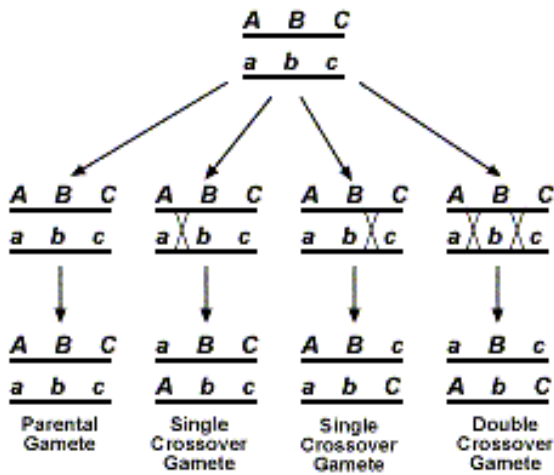 A B C
a b c
A B C A B C A B C A B C
a b c a b c a b c a b c
A B C a B C A B c a B c
a b c A b c a b C A b C
Parental
Gamete
Single
Crossover
Gamete
Single
Crossover
Gamete
Double
Crossover
Gamete